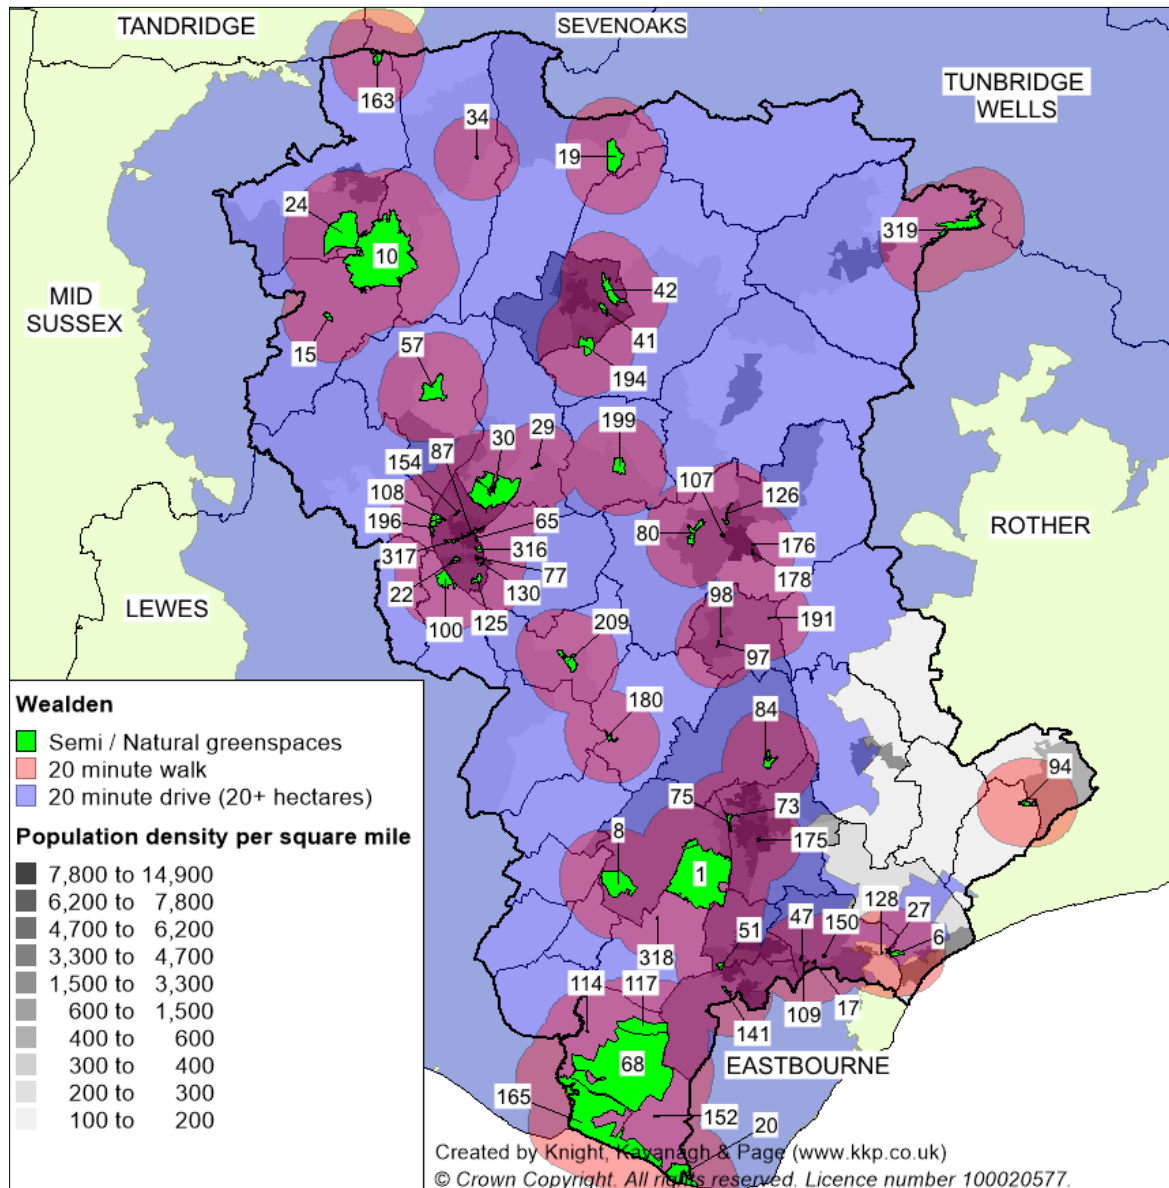 TANDRIDGE
SEVENOAKS
TUNBRIDGE
WELLS
163
34
19
24
10
319
MID
SUSSEX
42
41
15
57
194
199
87
30
29
154
107
126
108
196
65
80
ROTHER
317
316
176
77
178
22
130
LEWES
100
125
98
191
209
97
180
84
94
75
73
8
1
175
128
27
47
150
51
6
318
114
117
17
109
141
68
EASTBOURNE
165
152
20
Wealden
Semi / Natural greenspaces
20 minute walk
20 minute drive (20+ hectares)
Population density per square mile
7,800 to 14,900
6,200 to 7,800
4,700 to 6,200
3,300 to 4,700
1,500 to 3,300
600 to 1,500
400 to 600
300 to 400
200 to 300
100 to 200
Created by Knight, Kavanagh & Page (www.kkp.co.uk)
© Crown Copyright. All rights reserved. Licence number 100020577.